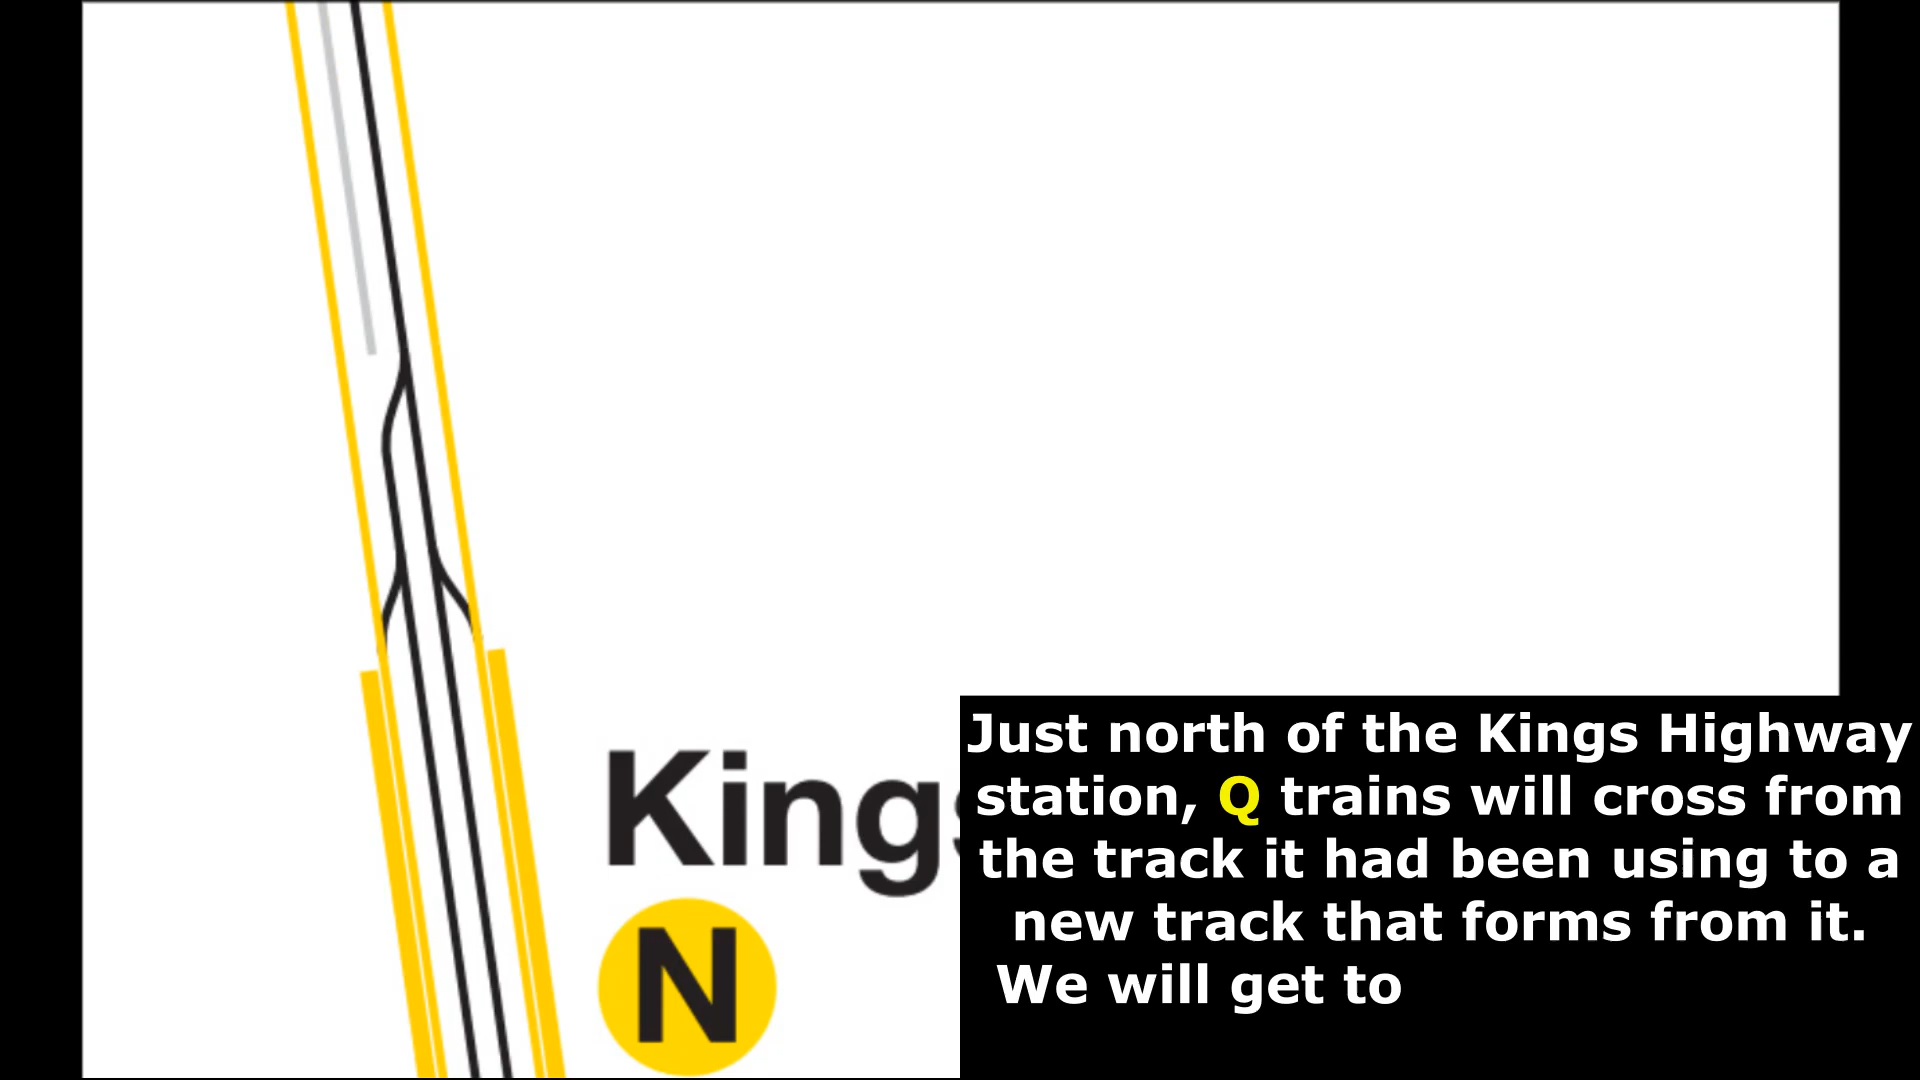 Kings
N
Just north of the Kings Highway
station, Q trains will cross from
the track it had been using to a
new track that forms from it.
We will get to